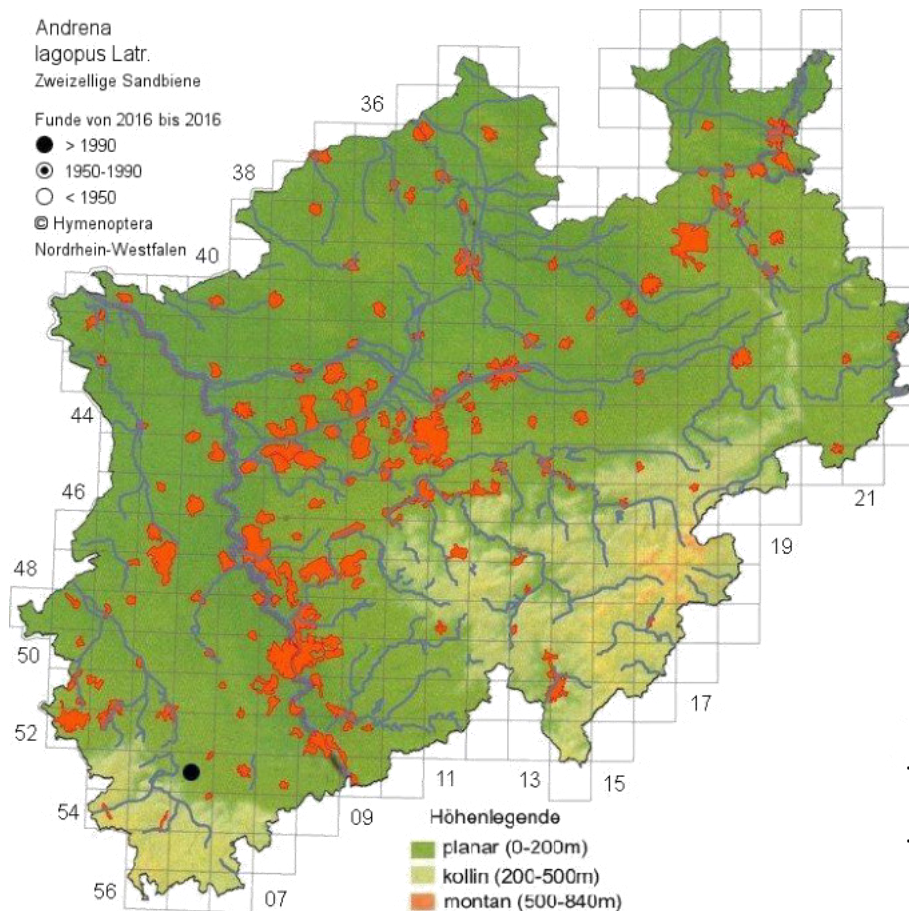 Andrena
lagopus Latr.
Zweizellige Sandbiene
Funde von 2016 bis 2016
> 1990
1950-1990
< 1950
© Hymenoptera
Nordrhein-Westfalen
36
38
40
44
46
48
50
52
54
56
07
09
11
13
15
17
19
21
Höhenlegende
planar (0-200m)
kollin (200-500m)
montan (500-840m)